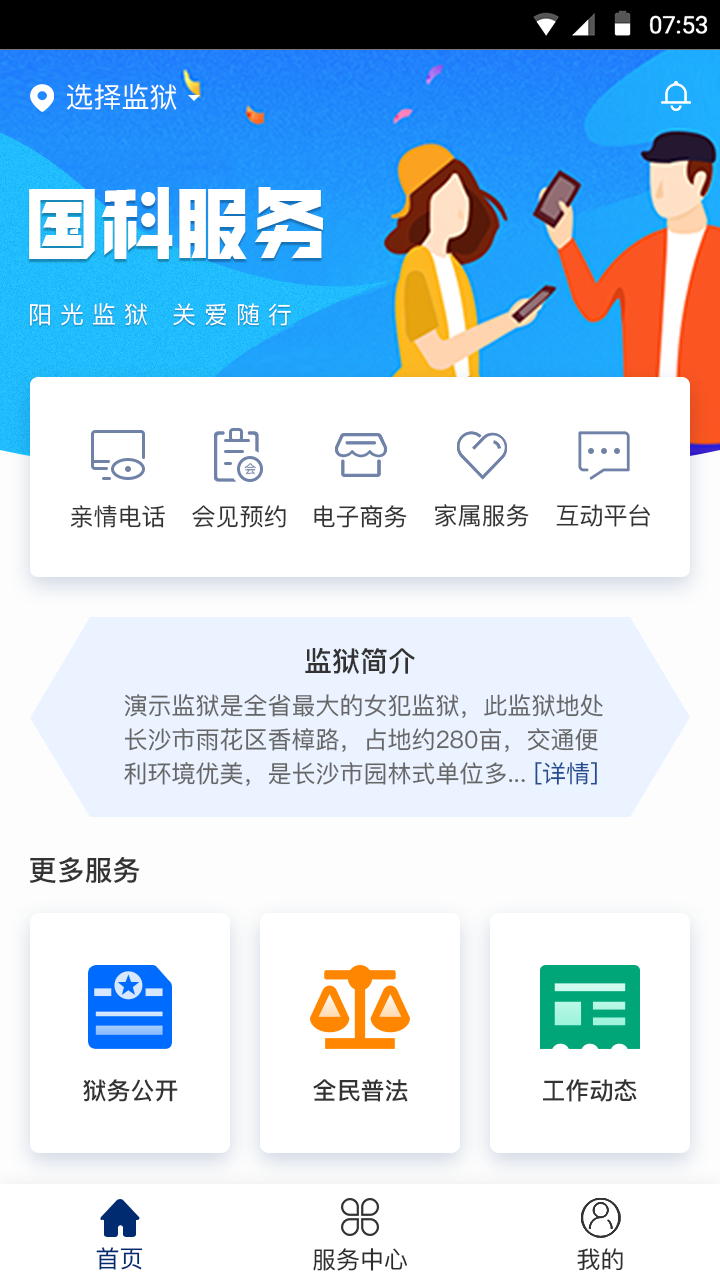 07:53
选择监狱
国科服务
阳光监狱 关爱随行
亲情电话 会见预约 电子商务 家属服务 互动平台
监狱简介
演示监狱是全省最大的女犯监狱，此监狱地处
长沙市雨花区香樟路，占地约280亩，交通便
利环境优美，是长沙市园林式单位多... [详情]
更多服务
狱务公开 全民普法 工作动态
首页 服务中心 我的